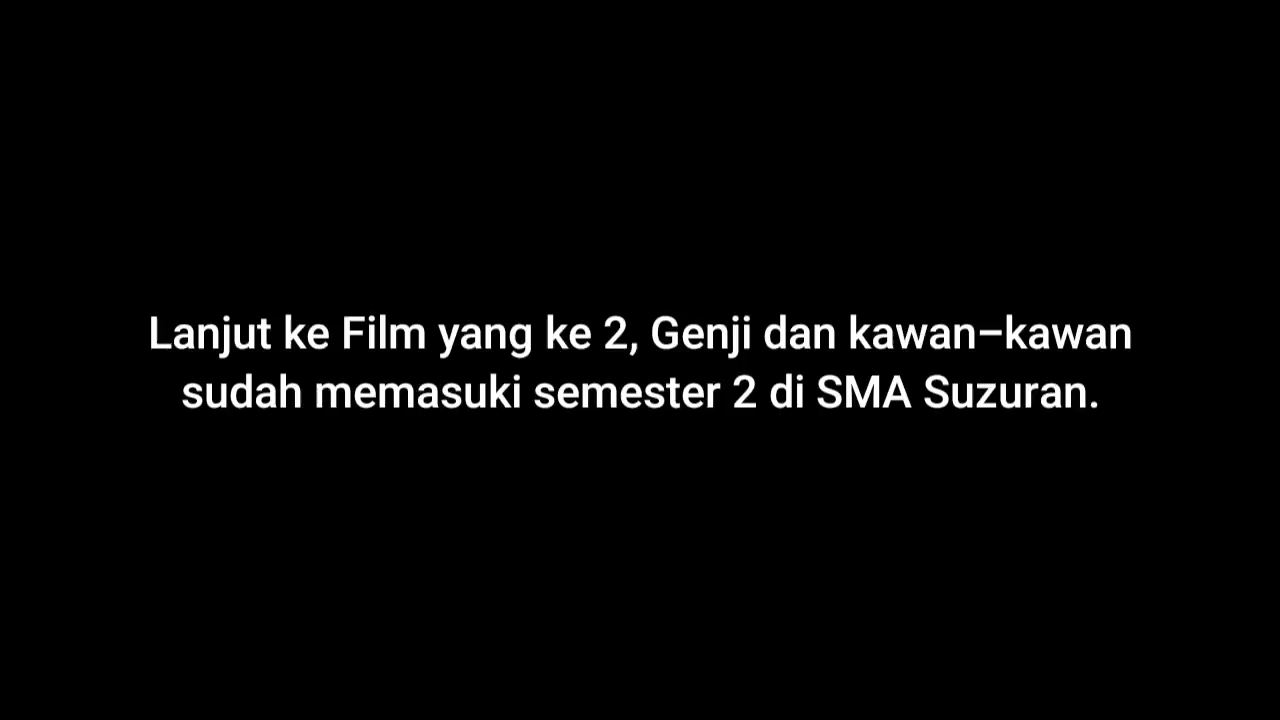 Lanjut ke Film yang ke 2, Genji dan kawan–kawan
sudah memasuki semester 2 di SMA Suzuran.